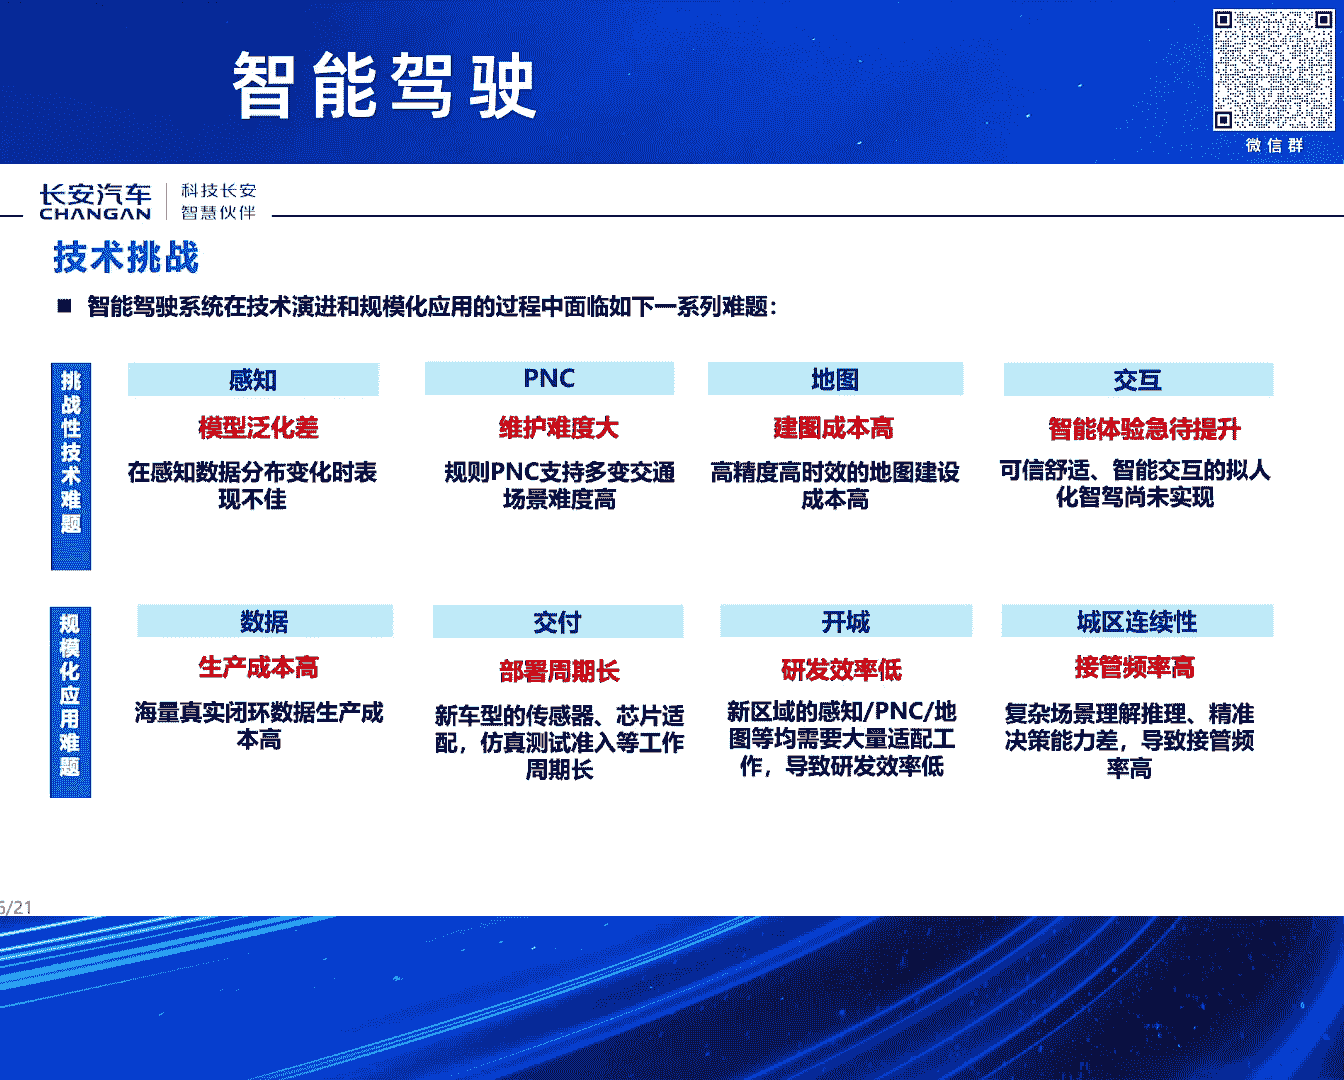 智能驾驶
微信群
长安汽车
CHANGAN
科技长安
智慧伙伴
技术挑战
■ 智能驾驶系统在技术演进和规模化应用的过程中面临如下一系列难题：
挑战性技术难题
感知
模型泛化差
在感知数据分布变化时表
现不佳
PNC
维护难度大
规则PNC支持多变交通
场景难度高
地图
建图成本高
高精度高时效的地图建设
成本高
交互
智能体验急待提升
可信舒适、智能交互的拟人
化智驾尚未实现
规模化应用难题
数据
生产成本高
海量真实闭环数据生产成
本高
交付
部署周期长
新车型的传感器、芯片适
配，仿真测试准入等工作
周期长
开城
研发效率低
新区域的感知/PNC/地
图等均需要大量适配工
作，导致研发效率低
城区连续性
接管频率高
复杂场景理解推理、精准
决策能力差，导致接管频
率高
6/21